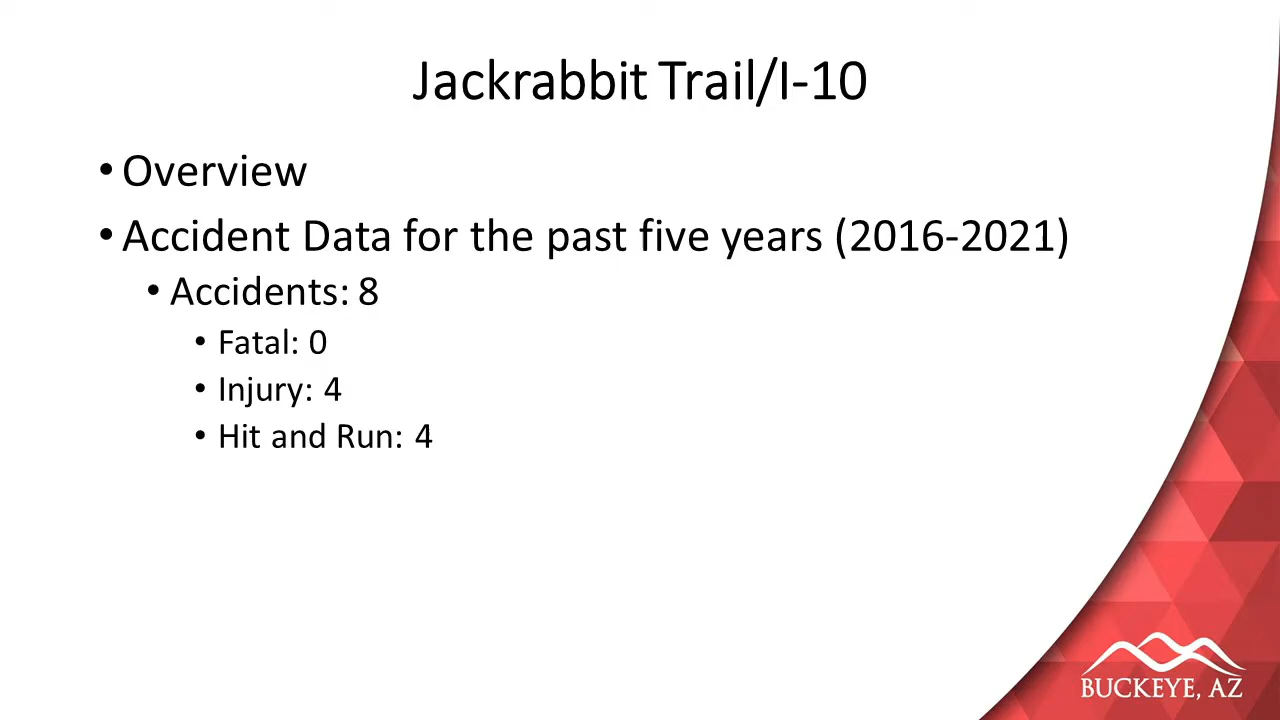 Jackrabbit Trail/I-10
• Overview
• Accident Data for the past five years (2016-2021)
• Accidents: 8
• Fatal: 0
• Injury: 4
• Hit and Run: 4
BUCKEYE, AZ